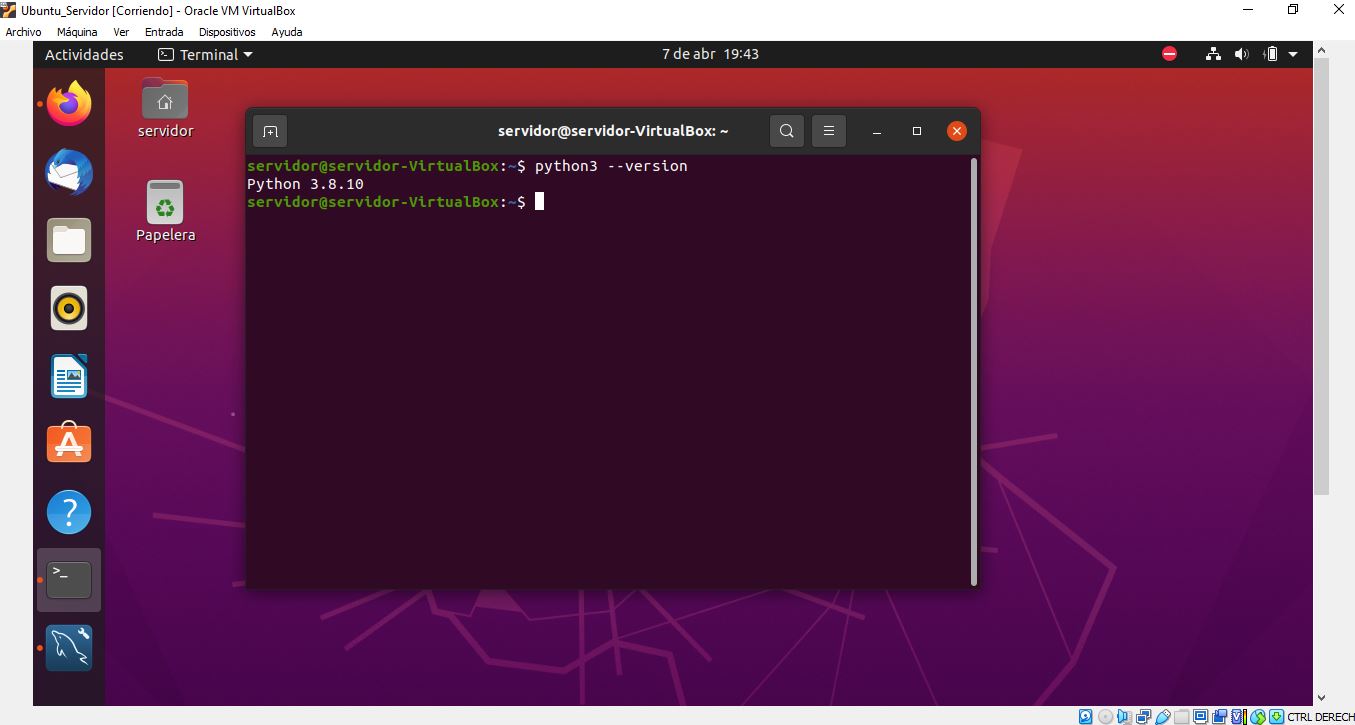 Ubuntu_Servidor [Corriendo] - Oracle VM VirtualBox
Archivo Máquina Ver Entrada Dispositivos Ayuda
Actividades Terminal 7 de abr 19:43
servidor
Papelera
servidor@servidor-VirtualBox: ~
servidor@servidor-VirtualBox:~$ python3 --version
Python 3.8.10
servidor@servidor-VirtualBox:~$
CTRL DERECH